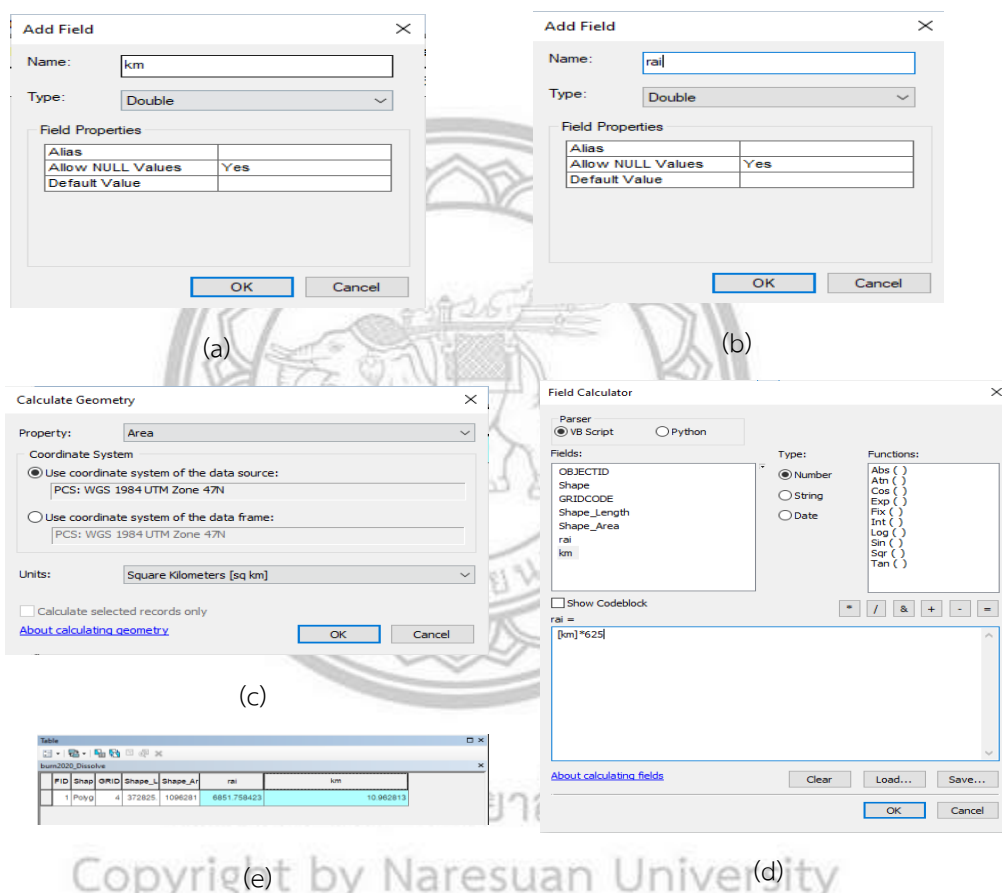 Add Field
Name:
km
Type:
Double
Field Properties
Alias
Allow NULL Values Yes
Default Value
OK Cancel
(a)
Add Field
Name:
rai
Type:
Double
Field Properties
Alias
Allow NULL Values Yes
Default Value
OK Cancel
(b)
Calculate Geometry
Property: Area
Coordinate System
Use coordinate system of the data source:
PCS: WGS 1984 UTM Zone 47N
Use coordinate system of the data frame:
PCS: WGS 1984 UTM Zone 47N
Units: Square Kilometers [sq km]
Calculate selected records only
About calculating geometry
OK Cancel
(c)
Field Calculator
Parser
VB Script Python
Fields: Type: Functions:
OBJECTID
Shape
GRIDCODE
Shape_Length
Shape_Area
rai
km
Number
String
Date
Abs ( )
Atn ( )
Cos ( )
Exp ( )
Fix ( )
Int ( )
Log ( )
Sin ( )
Sqr ( )
Tan ( )
Show Codeblock
* / & + - =
rai =
[km]*625
About calculating fields
Clear Load... Save...
OK Cancel
(d)
Table
burn2020_Dissolve
FID Shap GRID Shape_L Shape_Ar rai km
1 Polyg 4 372825. 1096281 6851.758423 10.962813
(e)
Copyright by Naresuan University